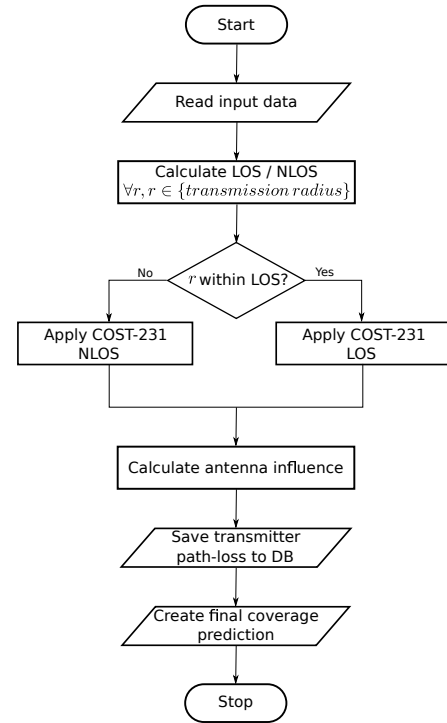 Start
Read input data
Calculate LOS / NLOS
∀r, r ∈ {transmission radius}
r within LOS?
No
Yes
Apply COST-231
NLOS
Apply COST-231
LOS
Calculate antenna influence
Save transmitter
path-loss to DB
Create final coverage
prediction
Stop